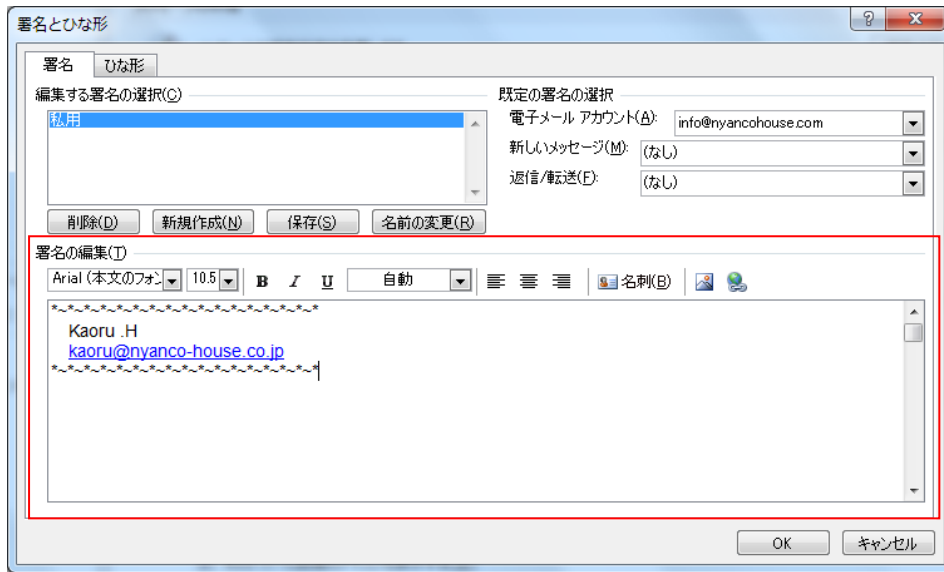 署名とひな形
署名 ひな形
編集する署名の選択(C)
私用
削除(D) 新規作成(N) 保存(S) 名前の変更(R)
既定の署名の選択
電子メール アカウント(A): info@nyancohouse.com
新しいメッセージ(M): (なし)
返信/転送(F): (なし)
署名の編集(T)
Arial (本文のフォン 10.5 B I U 自動 名刺(B)
*~*~*~*~*~*~*~*~*~*~*~*~*~*~*~*~*
Kaoru .H
kaoru@nyanco-house.co.jp
*~*~*~*~*~*~*~*~*~*~*~*~*~*~*~*~*
OK キャンセル